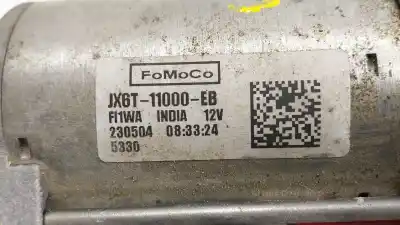 FoMoCo
JX6T-11000-EB
FI1WA INDIA 12V
230504 08:33:24
5330